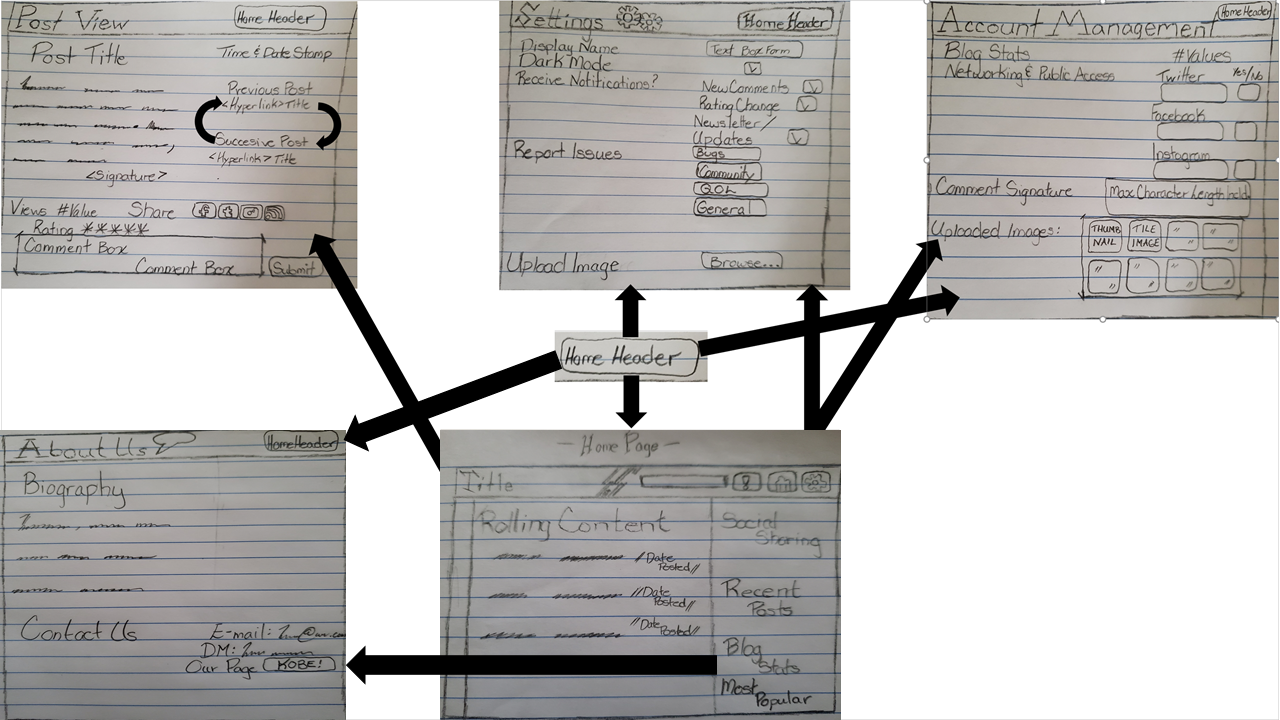 Post View
Home Header
Post Title
Time & Date Stamp
Previous Post
<Hyperlink> Title
Succesive Post
<Hyperlink> Title
<Signature>
Views #Value Share
Rating
Comment Box
Comment Box
Submit
Settings
Home Header
Display Name
Text Box Form
Dark Mode
Receive Notifications?
New Comments
Rating Change
Newsletter/
Updates
Report Issues
Bugs
Community
QOL
General
Upload Image
Browse...
Account Management
Home Header
Blog Stats
#Values
Networking & Public Access
Twitter
Yes/No
Facebook
Instagram
Comment Signature
Max Character Length
Uploaded Images:
THUMB
NAIL
TILE
IMAGE
Home Header
About Us
Home Header
Biography
Contact Us
E-mail:
DM:
Our Page
KOBE!
- Home Page -
Title
Rolling Content
//Date
Posted//
//Date
Posted//
//Date
Posted//
Social
Sharing
Recent
Posts
Blog
Stats
Most
Popular